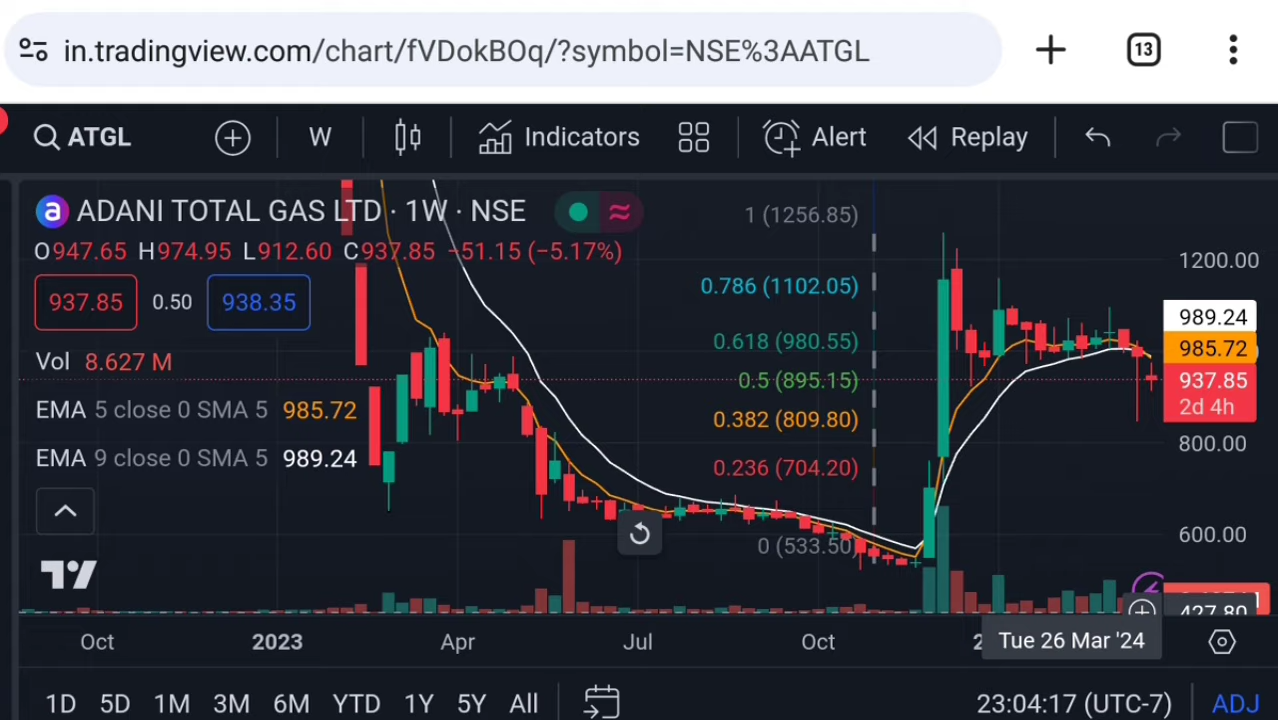 in.tradingview.com/chart/fVDokBOq/?symbol=NSE%3AATGL
13
ATGL
W
Indicators
Alert
Replay
ADANI TOTAL GAS LTD · 1W · NSE
O947.65 H974.95 L912.60 C937.85 −51.15 (−5.17%)
937.85 0.50 938.35
Vol 8.627 M
EMA 5 close 0 SMA 5 985.72
EMA 9 close 0 SMA 5 989.24
1 (1256.85)
0.786 (1102.05)
0.618 (980.55)
0.5 (895.15)
0.382 (809.80)
0.236 (704.20)
0 (533.50)
1200.00
989.24
985.72
937.85
2d 4h
800.00
600.00
427.80
Oct 2023 Apr Jul Oct
Tue 26 Mar '24
1D 5D 1M 3M 6M YTD 1Y 5Y All
23:04:17 (UTC-7) ADJ